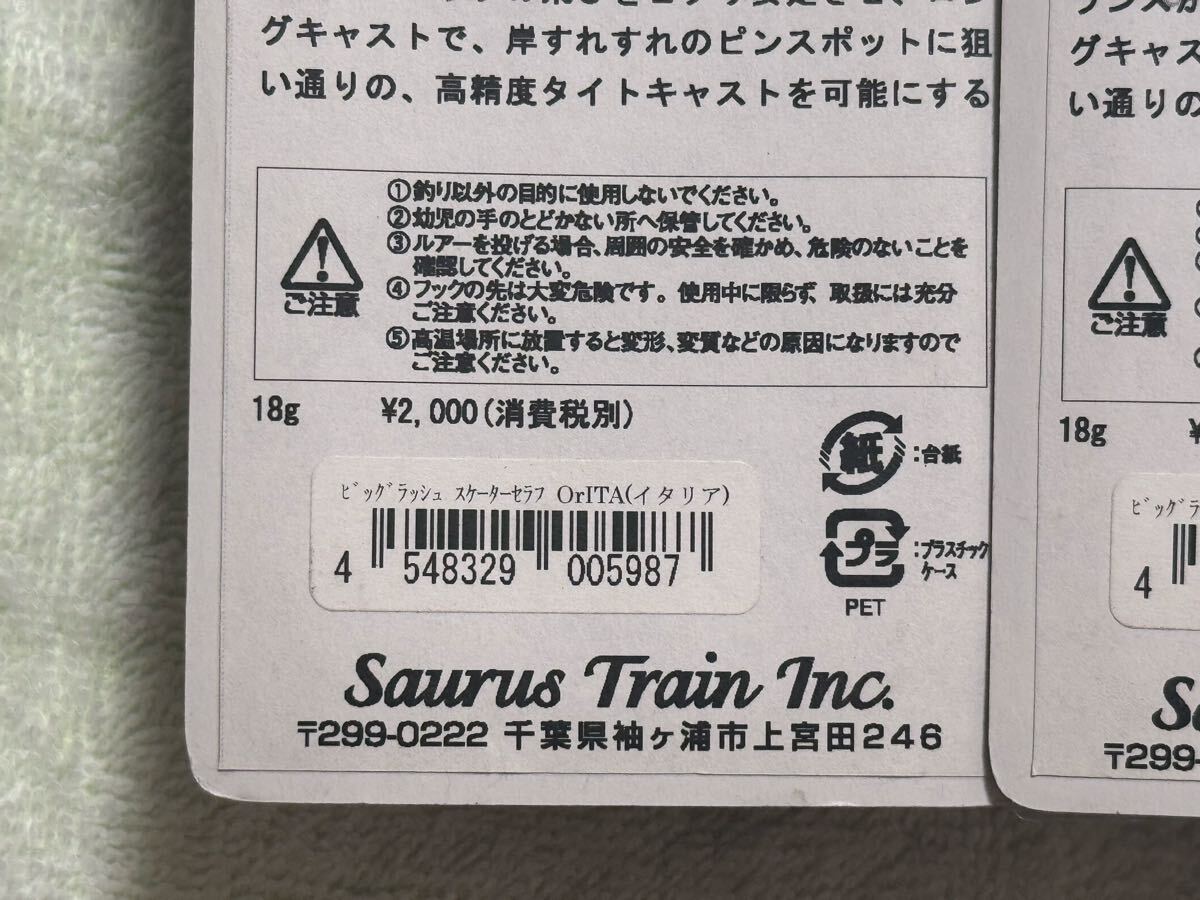 グキャストで、岸すれすれのピンスポットに狙
い通りの、高精度タイトキャストを可能にする
①釣り以外の目的に使用しないでください。
②幼児の手のとどかない所へ保管してください。
③ルアーを投げる場合、周囲の安全を確かめ、危険のないことを
確認してください。
④フックの先は大変危険です。使用中に限らず、取扱には充分
ご注意ください。
⑤高温場所に放置すると変形、変質などの原因になりますので
ご注意ください。
ご注意
18g ¥2,000(消費税別)
紙 :台紙
ﾋﾞｯｸﾞﾗｯｼｭ ｽｹｰﾀｰｾﾗﾌ OrITA(イタリア)
4 548329 005987
プラ :プラスチック
ケース
PET
Saurus Train Inc.
〒299-0222 千葉県袖ヶ浦市上宮田246
グキャス
い通りの
ご注意
18g ¥
ﾋﾞｯｸﾞﾗ
4
Sa
〒299-